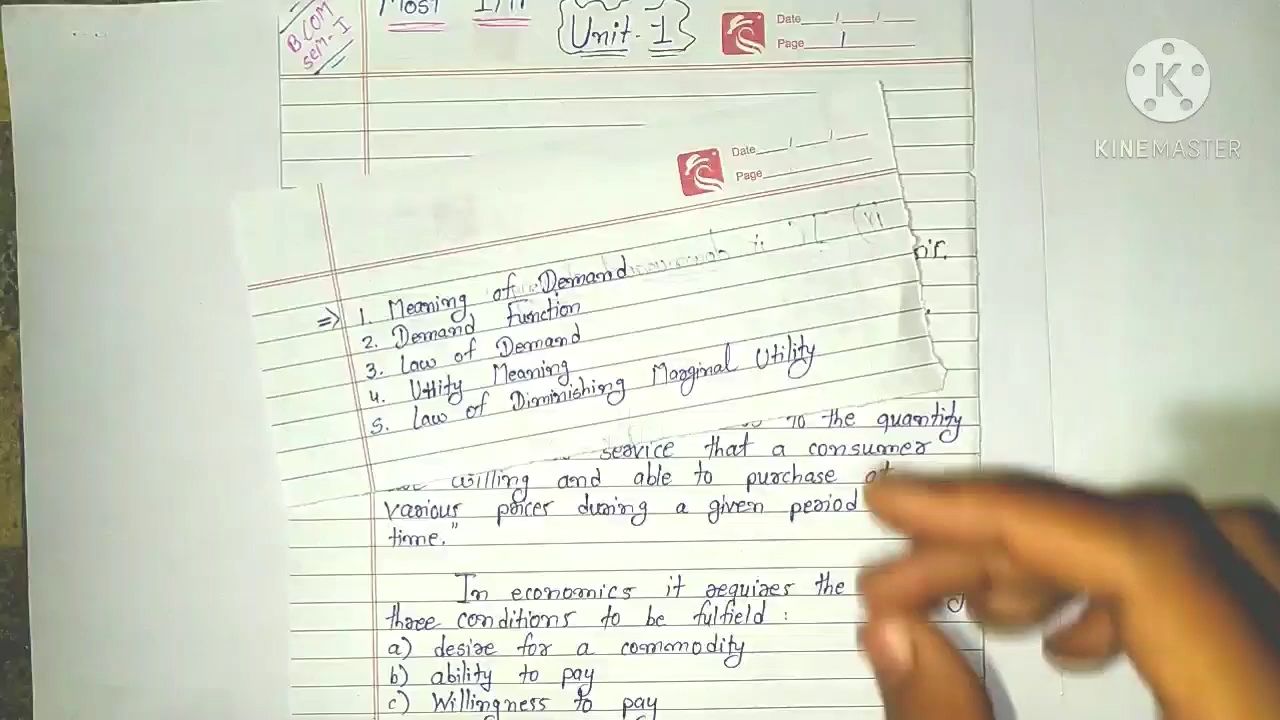 B.COM
SEM-I
Most Imp
Unit-1
Date / /
Page 1
KINEMASTER
Date / /
Page
=> 1. Meaning of Demand
2. Demand Function
3. Law of Demand
4. Utility Meaning
5. Law of Diminishing Marginal Utility
to the quantity
service that a consumer
willing and able to purchase at
various prices during a given period
time."
In economics it requires the
three conditions to be fulfield :
a) desire for a commodity
b) ability to pay
c) Willingness to pay